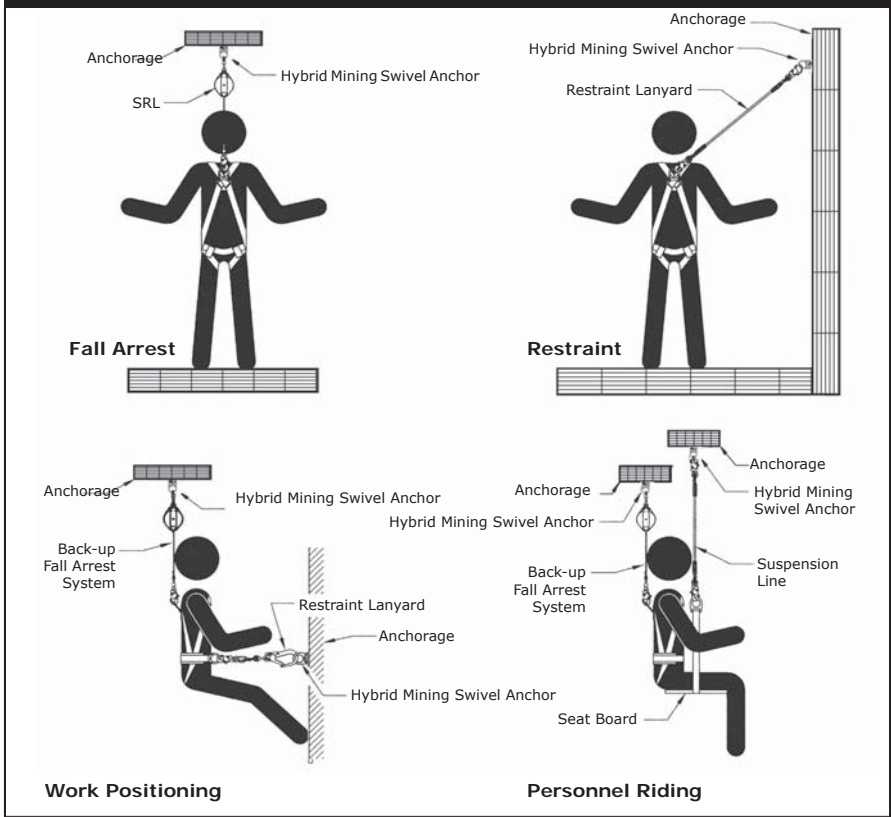 Anchorage
Hybrid Mining Swivel Anchor
SRL
Fall Arrest
Anchorage
Hybrid Mining Swivel Anchor
Restraint Lanyard
Restraint
Anchorage
Hybrid Mining Swivel Anchor
Back-up
Fall Arrest
System
Restraint Lanyard
Anchorage
Hybrid Mining Swivel Anchor
Work Positioning
Anchorage
Anchorage
Hybrid Mining
Swivel Anchor
Hybrid Mining Swivel Anchor
Back-up
Fall Arrest
System
Suspension
Line
Seat Board
Personnel Riding